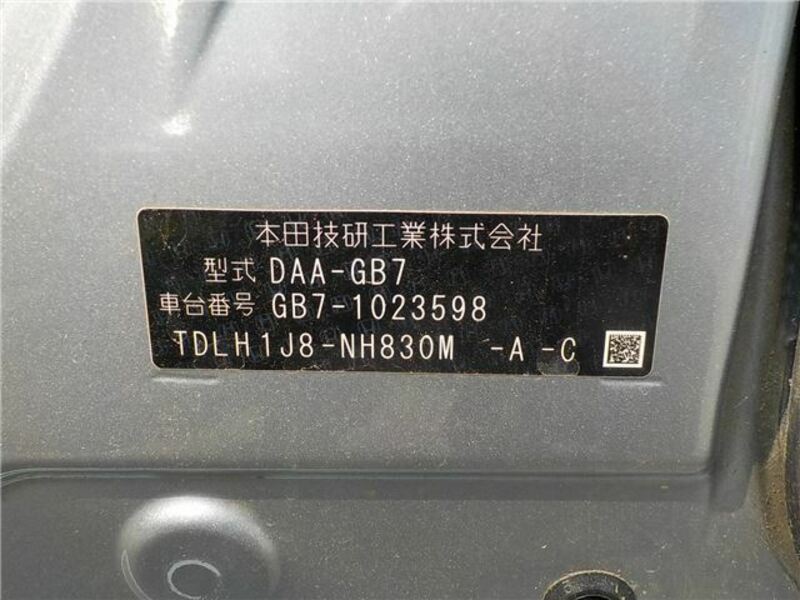 本田技研工業株式会社
型式 DAA-GB7
車台番号 GB7-1023598
TDLH1J8-NH830M -A-C